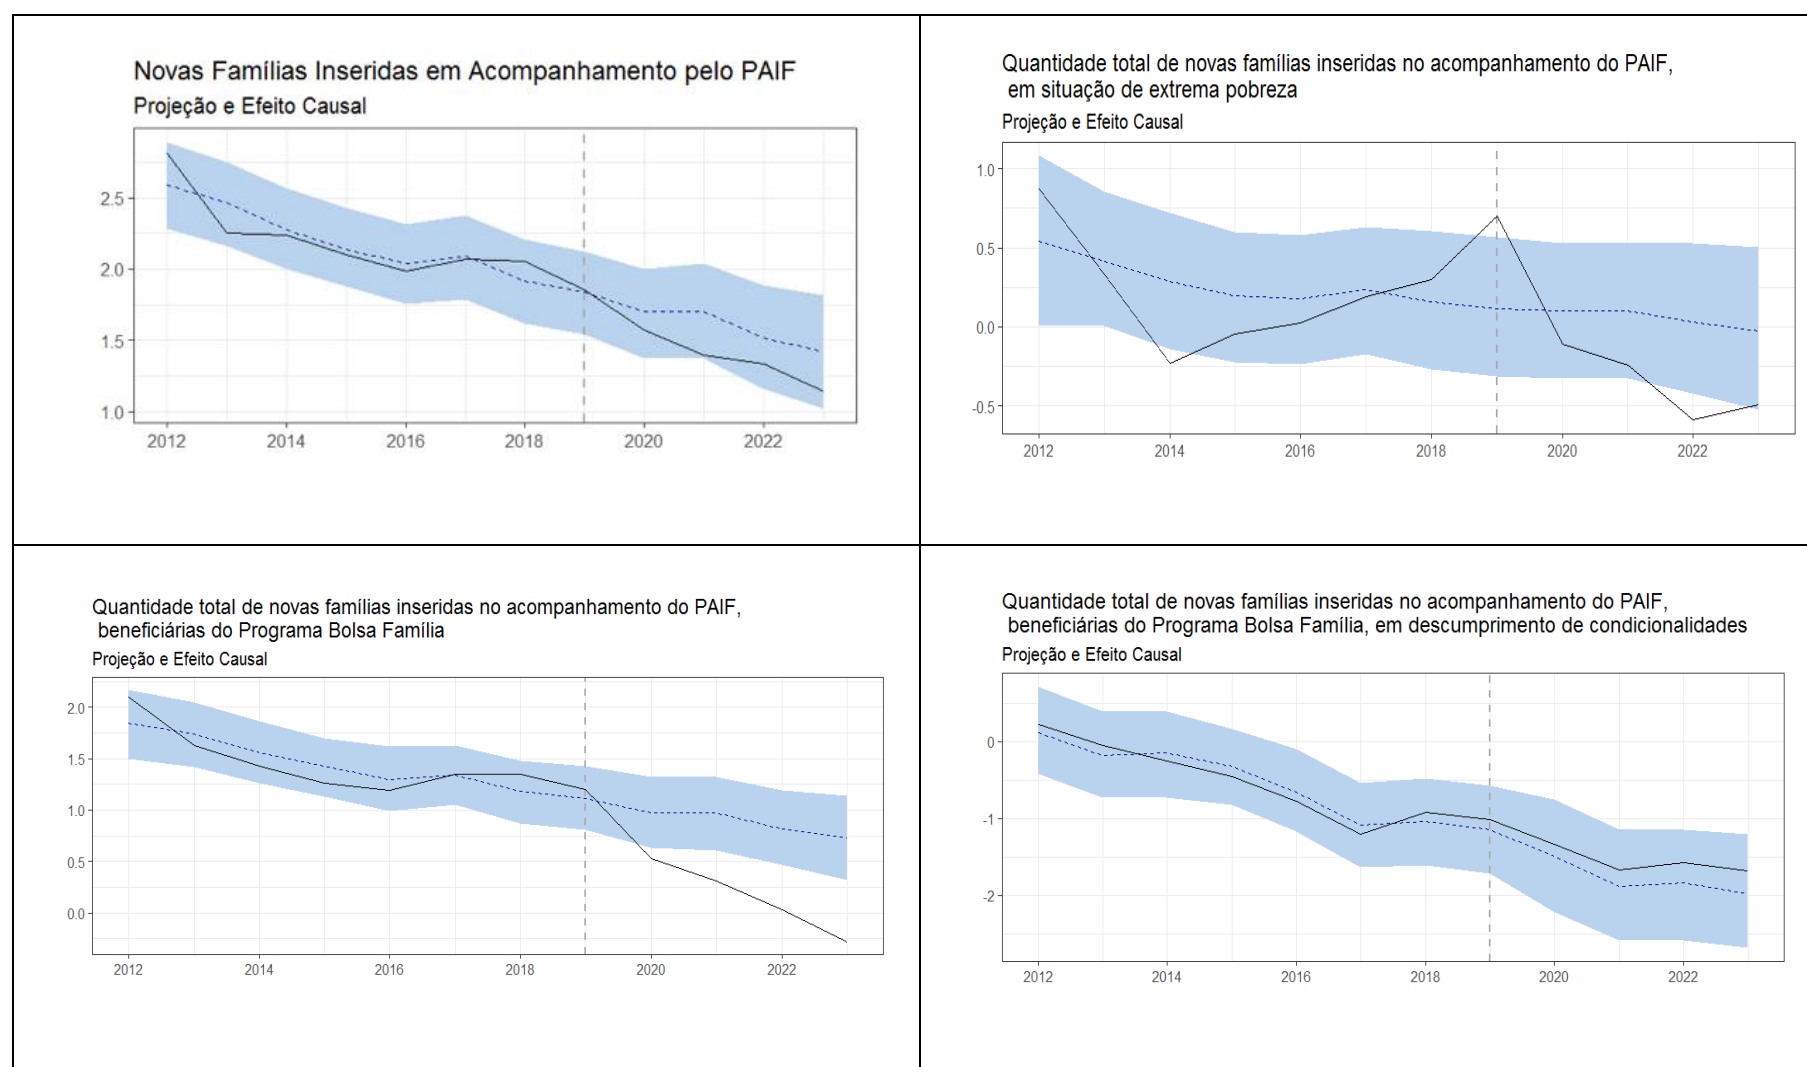 Novas Famílias Inseridas em Acompanhamento pelo PAIF
Projeção e Efeito Causal
2.5
2.0
1.5
1.0
2012 2014 2016 2018 2020 2022
Quantidade total de novas famílias inseridas no acompanhamento do PAIF,
em situação de extrema pobreza
Projeção e Efeito Causal
1.0
0.5
0.0
-0.5
2012 2014 2016 2018 2020 2022
Quantidade total de novas famílias inseridas no acompanhamento do PAIF,
beneficiárias do Programa Bolsa Família
Projeção e Efeito Causal
2.0
1.5
1.0
0.5
0.0
2012 2014 2016 2018 2020 2022
Quantidade total de novas famílias inseridas no acompanhamento do PAIF,
beneficiárias do Programa Bolsa Família, em descumprimento de condicionalidades
Projeção e Efeito Causal
0
-1
-2
2012 2014 2016 2018 2020 2022